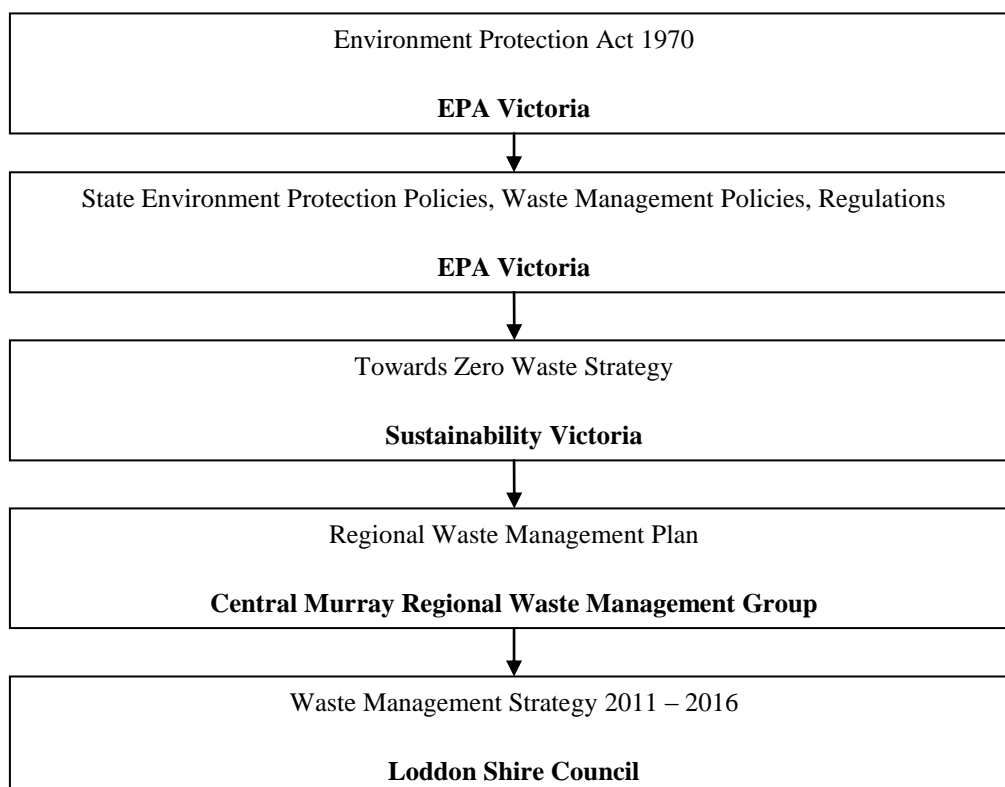 Environment Protection Act 1970
EPA Victoria
State Environment Protection Policies, Waste Management Policies, Regulations
EPA Victoria
Towards Zero Waste Strategy
Sustainability Victoria
Regional Waste Management Plan
Central Murray Regional Waste Management Group
Waste Management Strategy 2011 – 2016
Loddon Shire Council